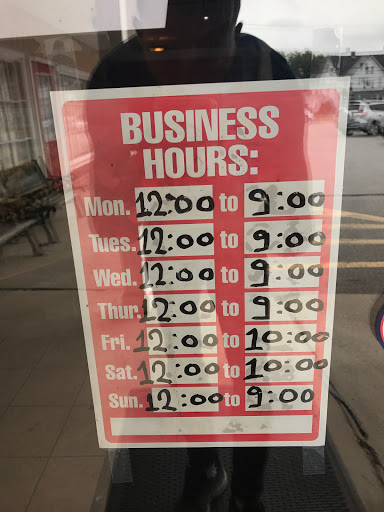 BUSINESS
HOURS:
Mon. 12:00 to 9:00
Tues. 12:00 to 9:00
Wed. 12:00 to 9:00
Thur. 12:00 to 9:00
Fri. 12:00 to 10:00
Sat. 12:00 to 10:00
Sun. 12:00 to 9:00